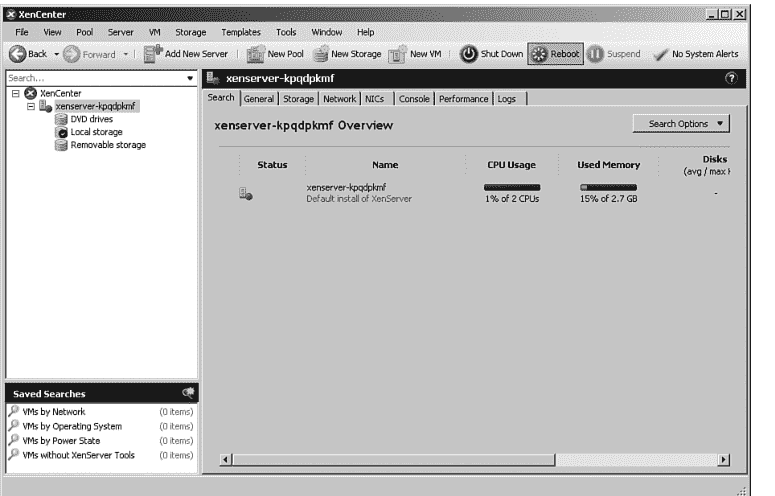 XenCenter
File View Pool Server VM Storage Templates Tools Window Help
Back Forward Add New Server New Pool New Storage New VM Shut Down Reboot Suspend No System Alerts
Search...
XenCenter
xenserver-kpqdpkmf
DVD drives
Local storage
Removable storage
xenserver-kpqdpkmf
Search General Storage Network NICs Console Performance Logs
xenserver-kpqdpkmf Overview
Search Options
Status Name CPU Usage Used Memory Disks
(avg / max
xenserver-kpqdpkmf
Default install of XenServer
1% of 2 CPUs
15% of 2.7 GB
-
Saved Searches
VMs by Network (0 items)
VMs by Operating System (0 items)
VMs by Power State (0 items)
VMs without XenServer Tools (0 items)